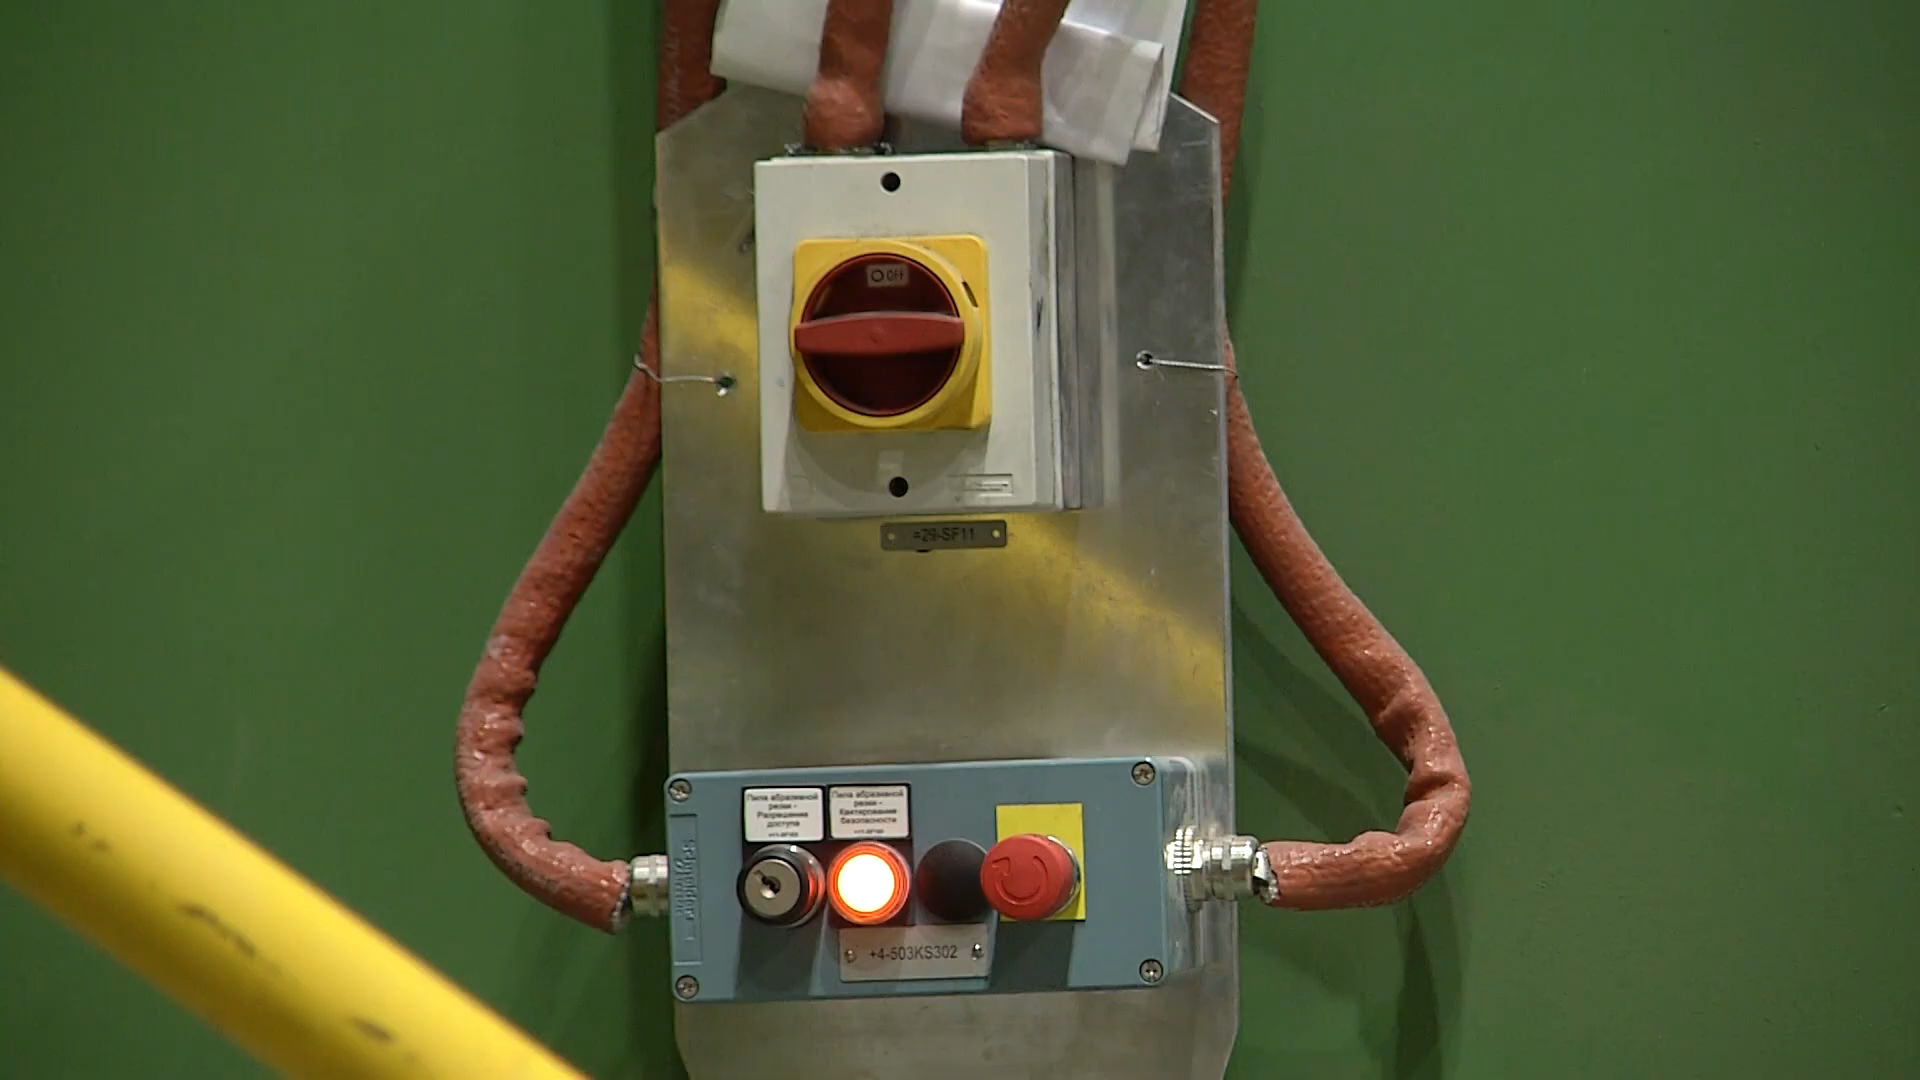 O OFF
=29-SF11
Пила абразивной
резки -
Разрешение
доступа
Пила абразивной
резки -
Квитирование
безопасности
+4-503KS302